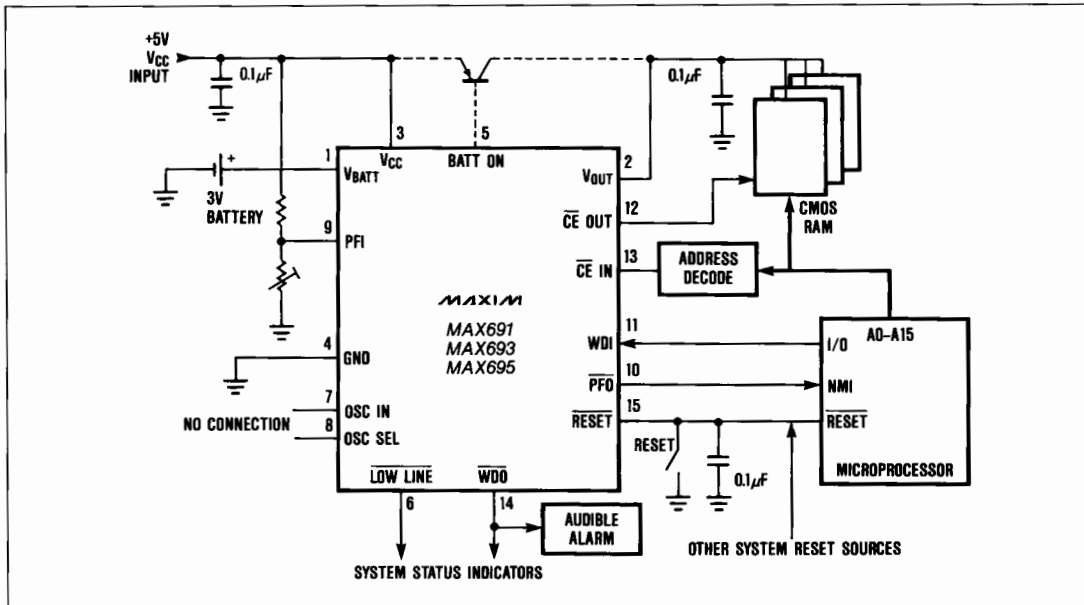 +5V
VCC
INPUT
0.1µF
0.1µF
3
5
1
VCC
BATT ON
2
VBATT
VOUT
+
3V
BATTERY
12
CE OUT
CMOS
RAM
9
PFI
13
CE IN
ADDRESS
DECODE
MAXIM
MAX691
MAX693
MAX695
11
WDI
I/O
A0-A15
4
GND
10
PFO
NMI
7
OSC IN
15
RESET
RESET
RESET
NO CONNECTION
8
OSC SEL
MICROPROCESSOR
0.1µF
LOW LINE
WDO
6
14
AUDIBLE
ALARM
OTHER SYSTEM RESET SOURCES
SYSTEM STATUS INDICATORS